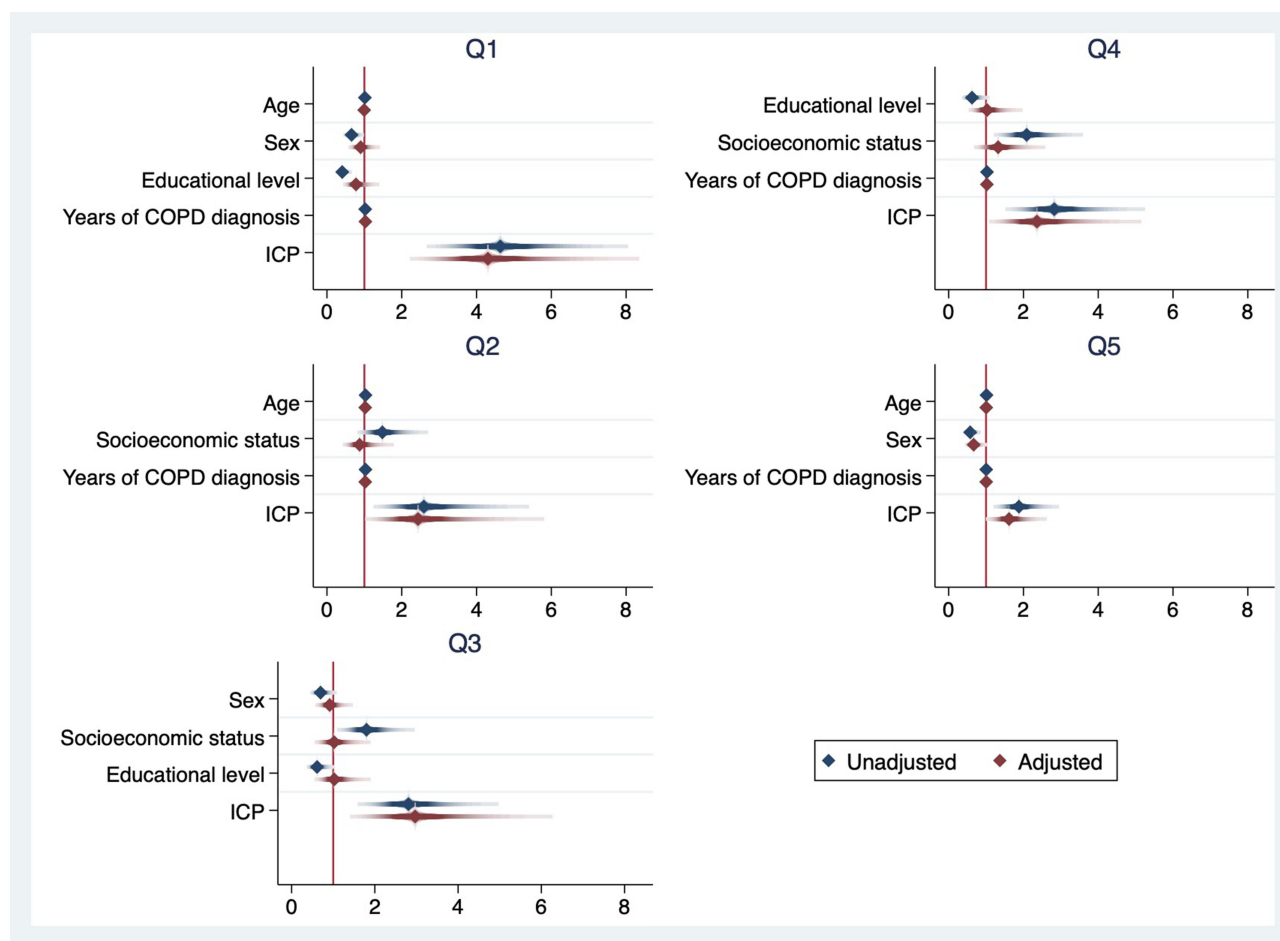 Q1
Age
Sex
Educational level
Years of COPD diagnosis
ICP
0 2 4 6 8
Q4
Educational level
Socioeconomic status
Years of COPD diagnosis
ICP
0 2 4 6 8
Q2
Age
Socioeconomic status
Years of COPD diagnosis
ICP
0 2 4 6 8
Q5
Age
Sex
Years of COPD diagnosis
ICP
0 2 4 6 8
Q3
Sex
Socioeconomic status
Educational level
ICP
0 2 4 6 8
Unadjusted Adjusted